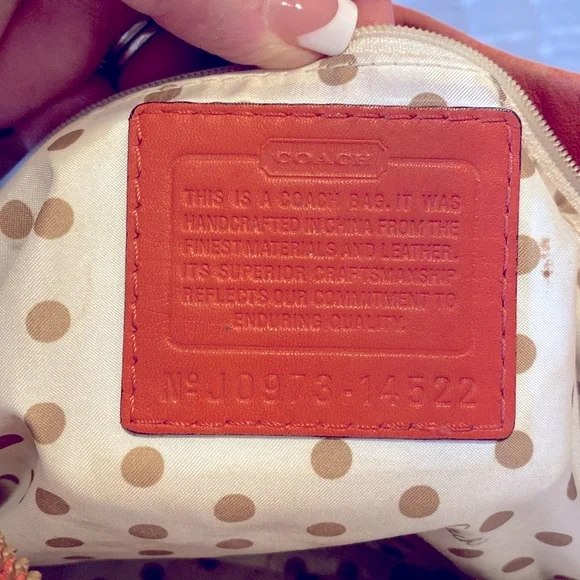 COACH
THIS IS A COACH BAG. IT WAS
HANDCRAFTED IN CHINA FROM THE
FINEST MATERIALS AND LEATHER.
ITS SUPERIOR CRAFTSMANSHIP
REFLECTS OUR COMMITMENT TO
ENDURING QUALITY.
No J0973-14522